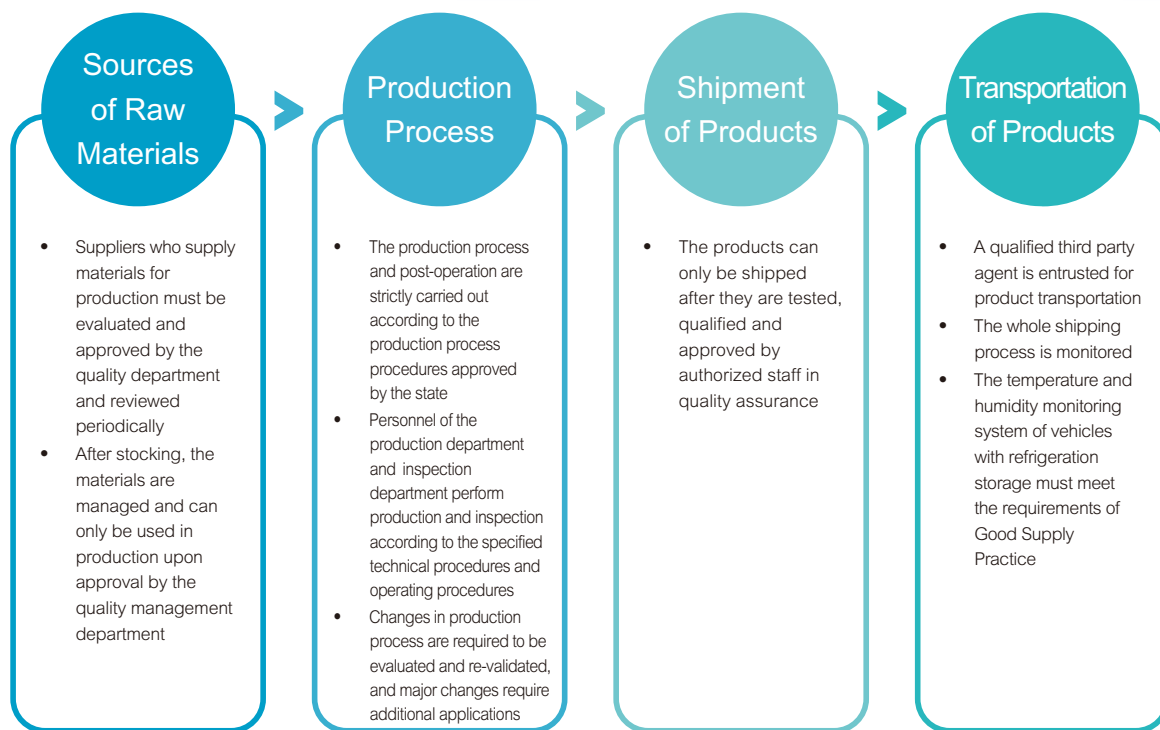 Sources
of Raw
Materials
• Suppliers who supply
materials for
production must be
evaluated and
approved by the
quality department
and reviewed
periodically
• After stocking, the
materials are
managed and can
only be used in
production upon
approval by the
quality management
department
Production
Process
• The production process
and post-operation are
strictly carried out
according to the
production process
procedures approved
by the state
• Personnel of the
production department
and inspection
department perform
production and inspection
according to the specified
technical procedures and
operating procedures
• Changes in production
process are required to be
evaluated and re-validated,
and major changes require
additional applications
Shipment
of Products
• The products can
only be shipped
after they are tested,
qualified and
approved by
authorized staff in
quality assurance
Transportation
of Products
• A qualified third party
agent is entrusted for
product transportation
• The whole shipping
process is monitored
• The temperature and
humidity monitoring
system of vehicles
with refrigeration
storage must meet
the requirements of
Good Supply
Practice